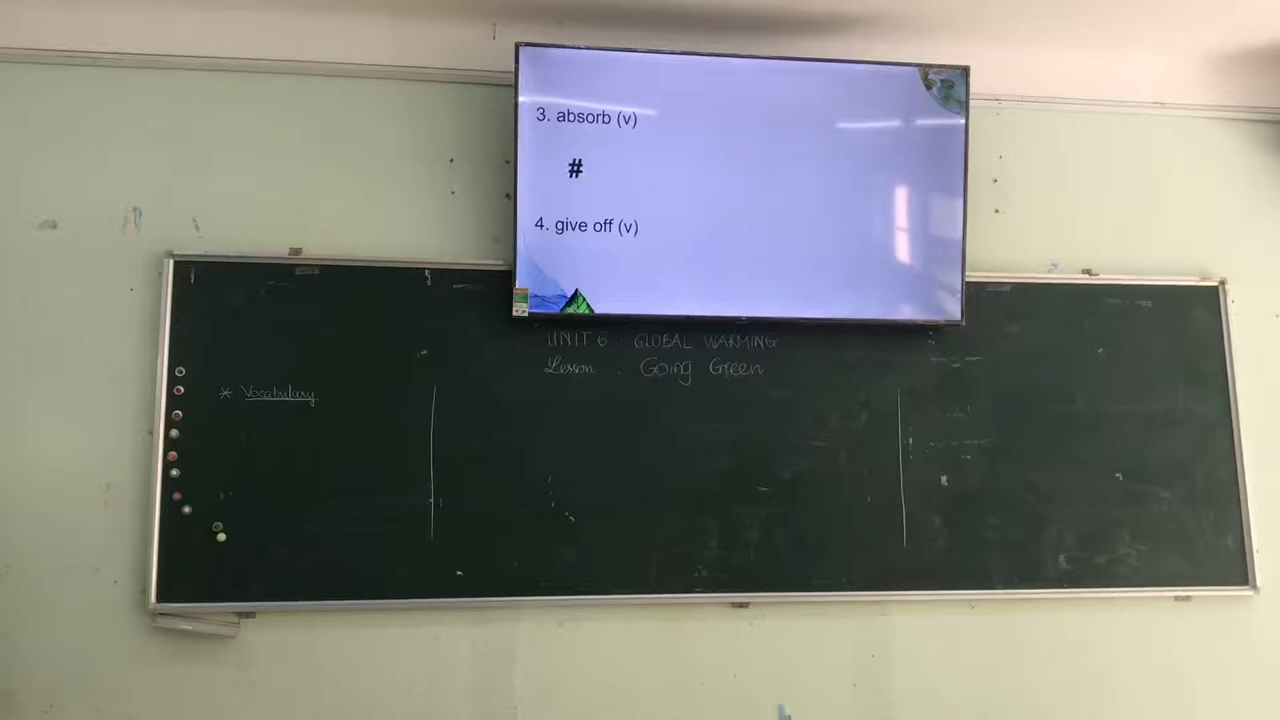 3. absorb (v)
#
4. give off (v)
UNIT 6 : GLOBAL WARMING
Lesson : Going Green
* Vocabulary